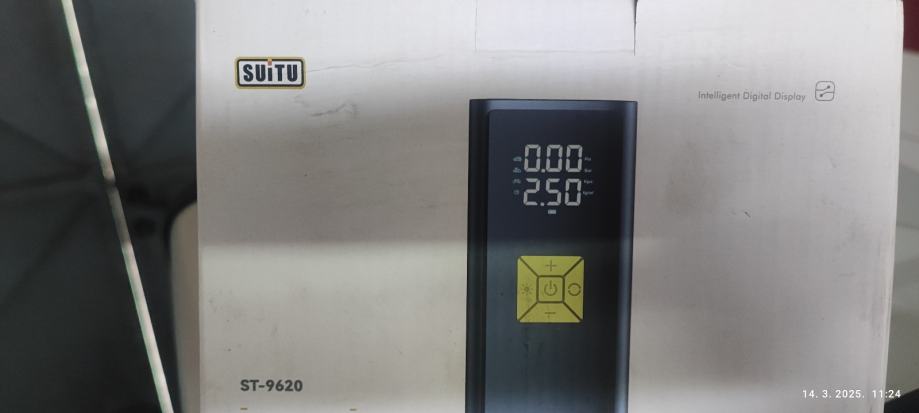 SUiTU
Intelligent Digital Display
0.00
2.50
ST-9620
14. 3. 2025. 11:24